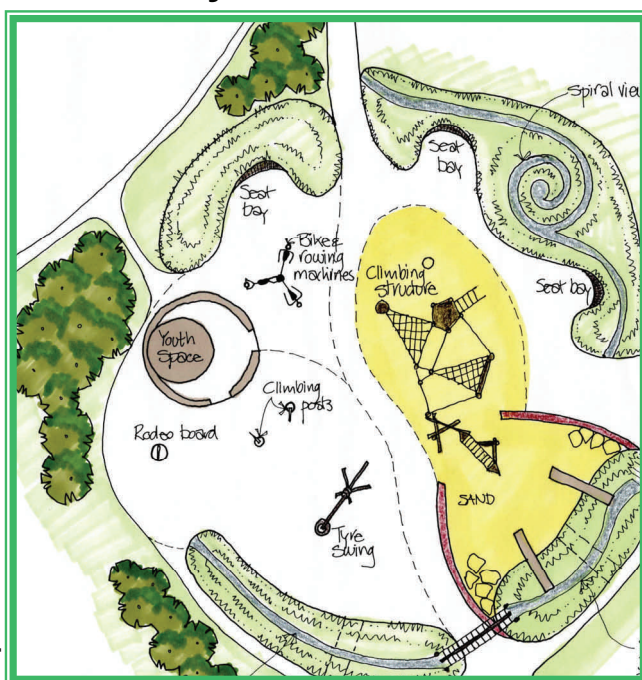 Spiral view
Seat
bay
Seat
bay
Bike &
rowing
machines
Climbing
structure
Seat bay
Youth
Space
Climbing
posts
Rodeo board
SAND
Tyre
swing